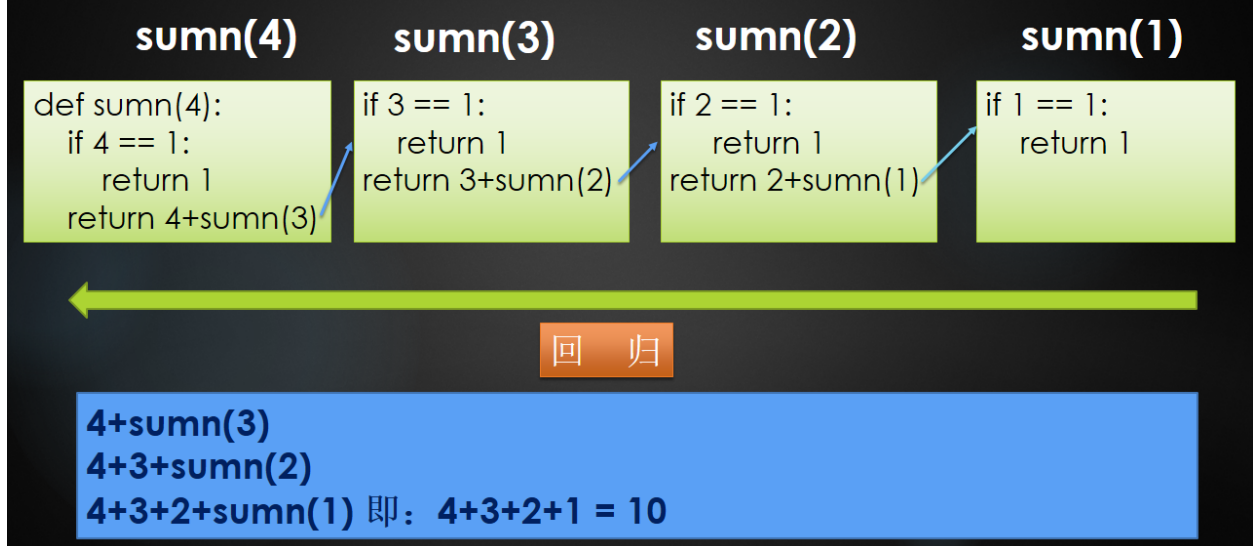 sumn(4) sumn(3) sumn(2) sumn(1)
def sumn(4):
if 4 == 1:
return 1
return 4+sumn(3)
if 3 == 1:
return 1
return 3+sumn(2)
if 2 == 1:
return 1
return 2+sumn(1)
if 1 == 1:
return 1
回 归
4+sumn(3)
4+3+sumn(2)
4+3+2+sumn(1) 即：4+3+2+1 = 10